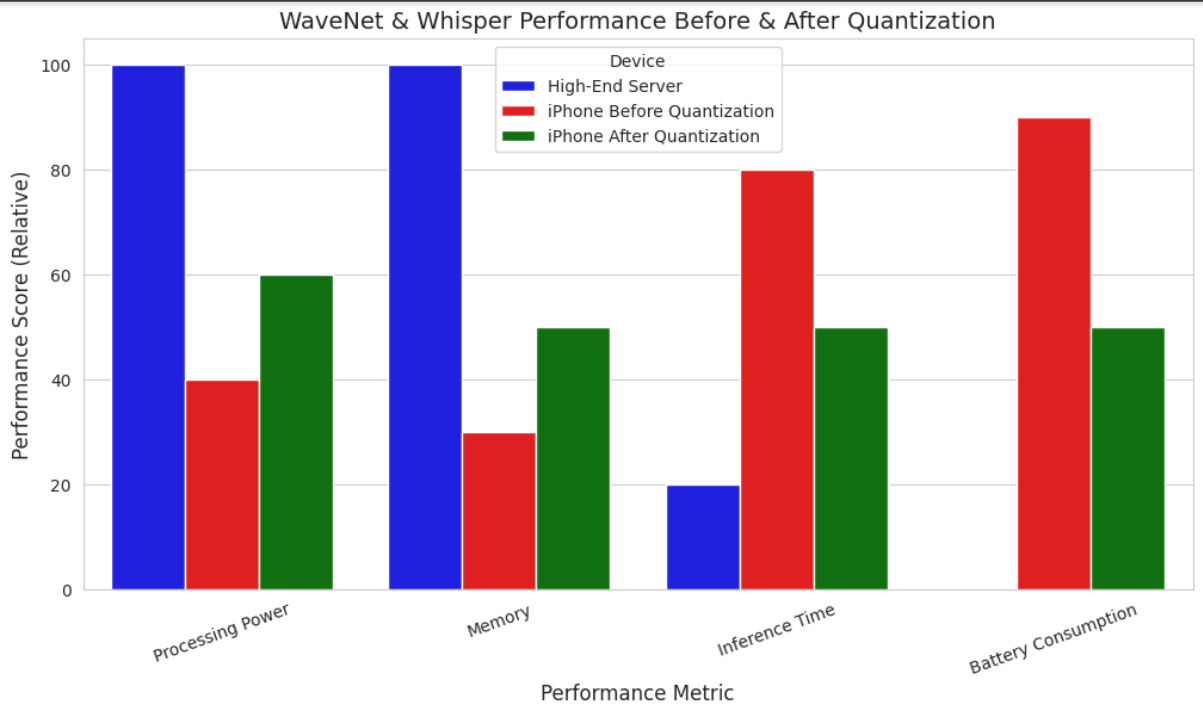 WaveNet & Whisper Performance Before & After Quantization
Device
High-End Server
iPhone Before Quantization
iPhone After Quantization
Performance Score (Relative)
100
80
60
40
20
0
Processing Power
Memory
Inference Time
Battery Consumption
Performance Metric